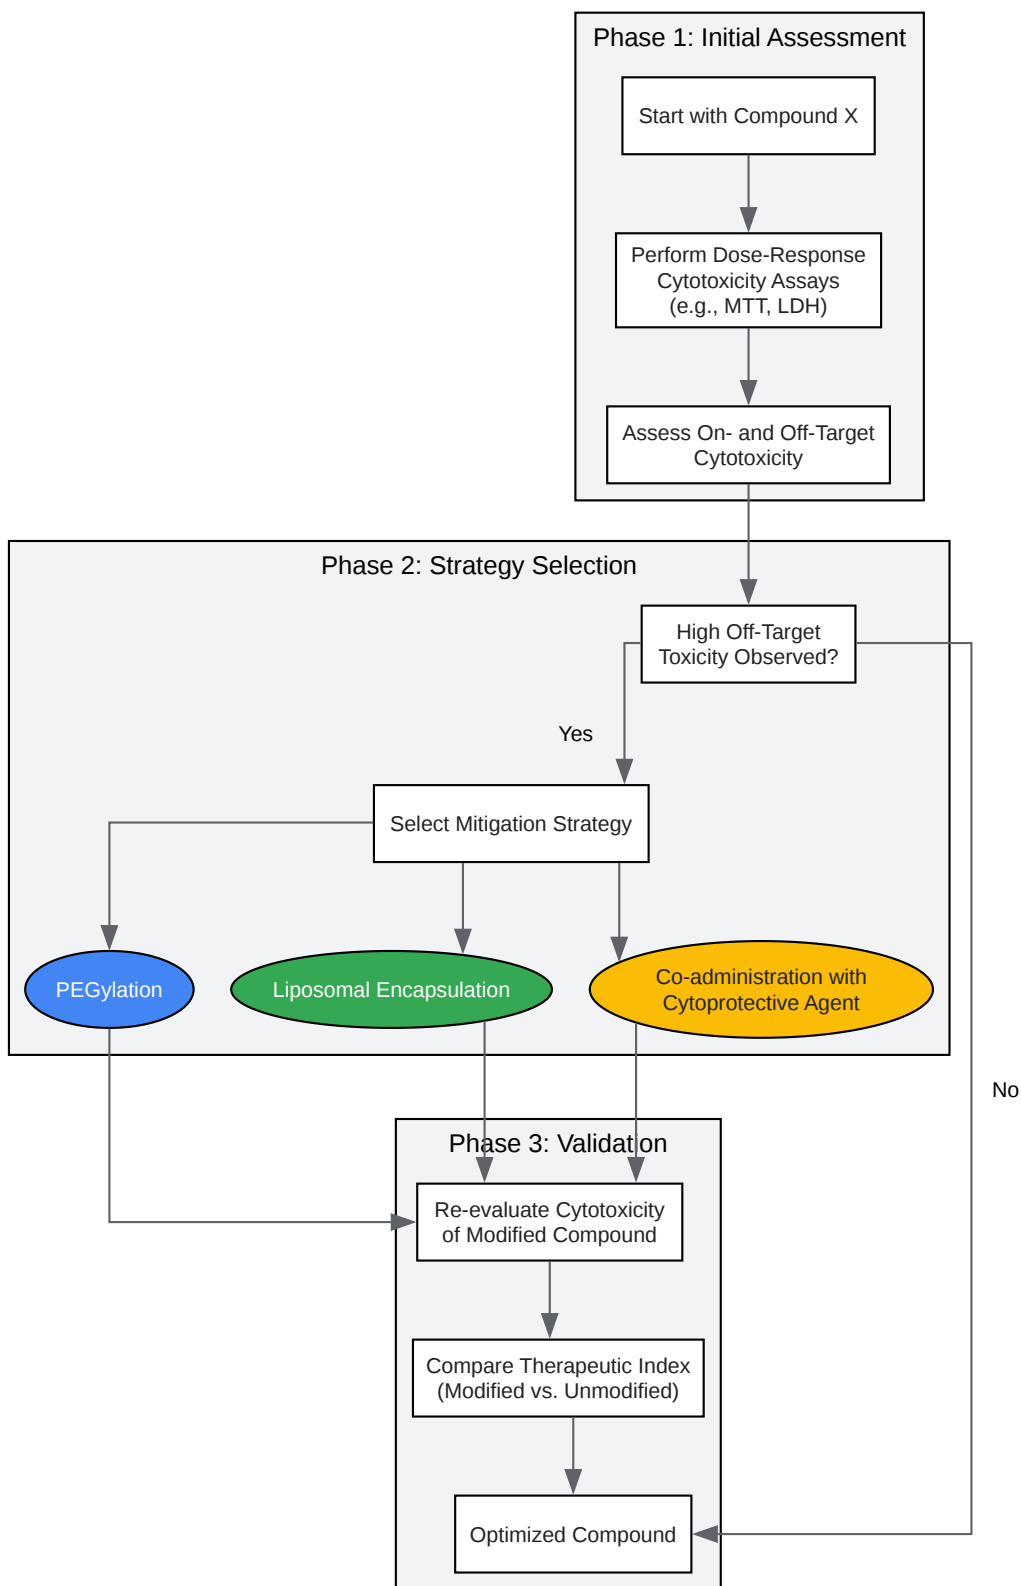 Phase 1: Initial Assessment
Start with Compound X
Perform Dose-Response
Cytotoxicity Assays
(e.g., MTT, LDH)
Assess On- and Off-Target
Cytotoxicity
Phase 2: Strategy Selection
High Off-Target
Toxicity Observed?
Yes
Select Mitigation Strategy
PEGylation
Liposomal Encapsulation
Co-administration with
Cytoprotective Agent
No
Phase 3: Validation
Re-evaluate Cytotoxicity
of Modified Compound
Compare Therapeutic Index
(Modified vs. Unmodified)
Optimized Compound